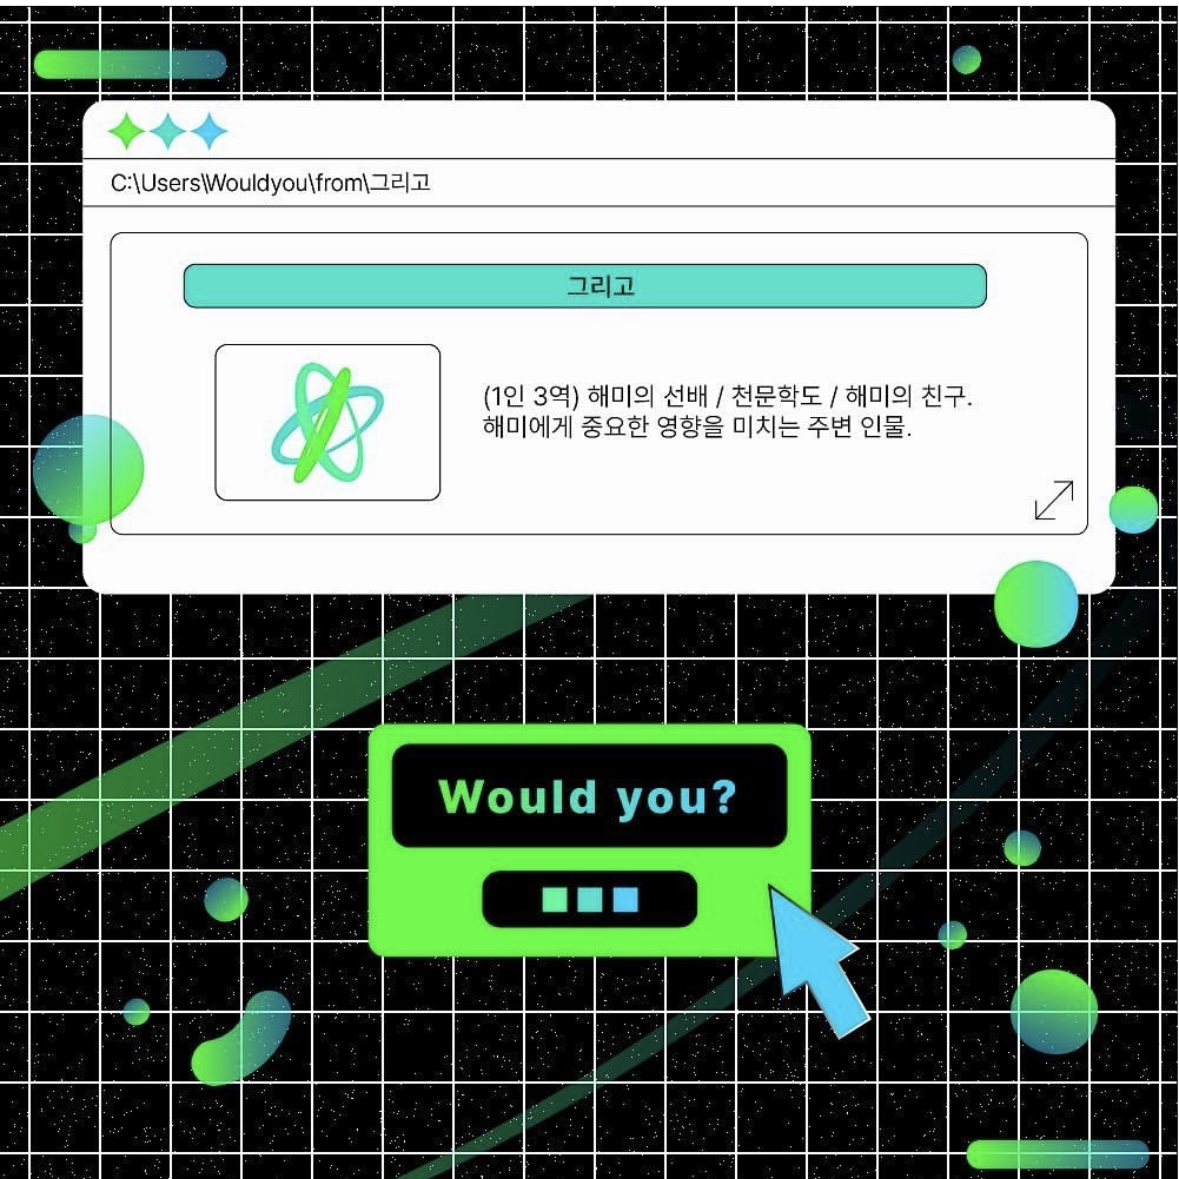 C:\Users\Wouldyou\from\그리고
그리고
(1인 3역) 해미의 선배 / 천문학도 / 해미의 친구.
해미에게 중요한 영향을 미치는 주변 인물.
Would you?